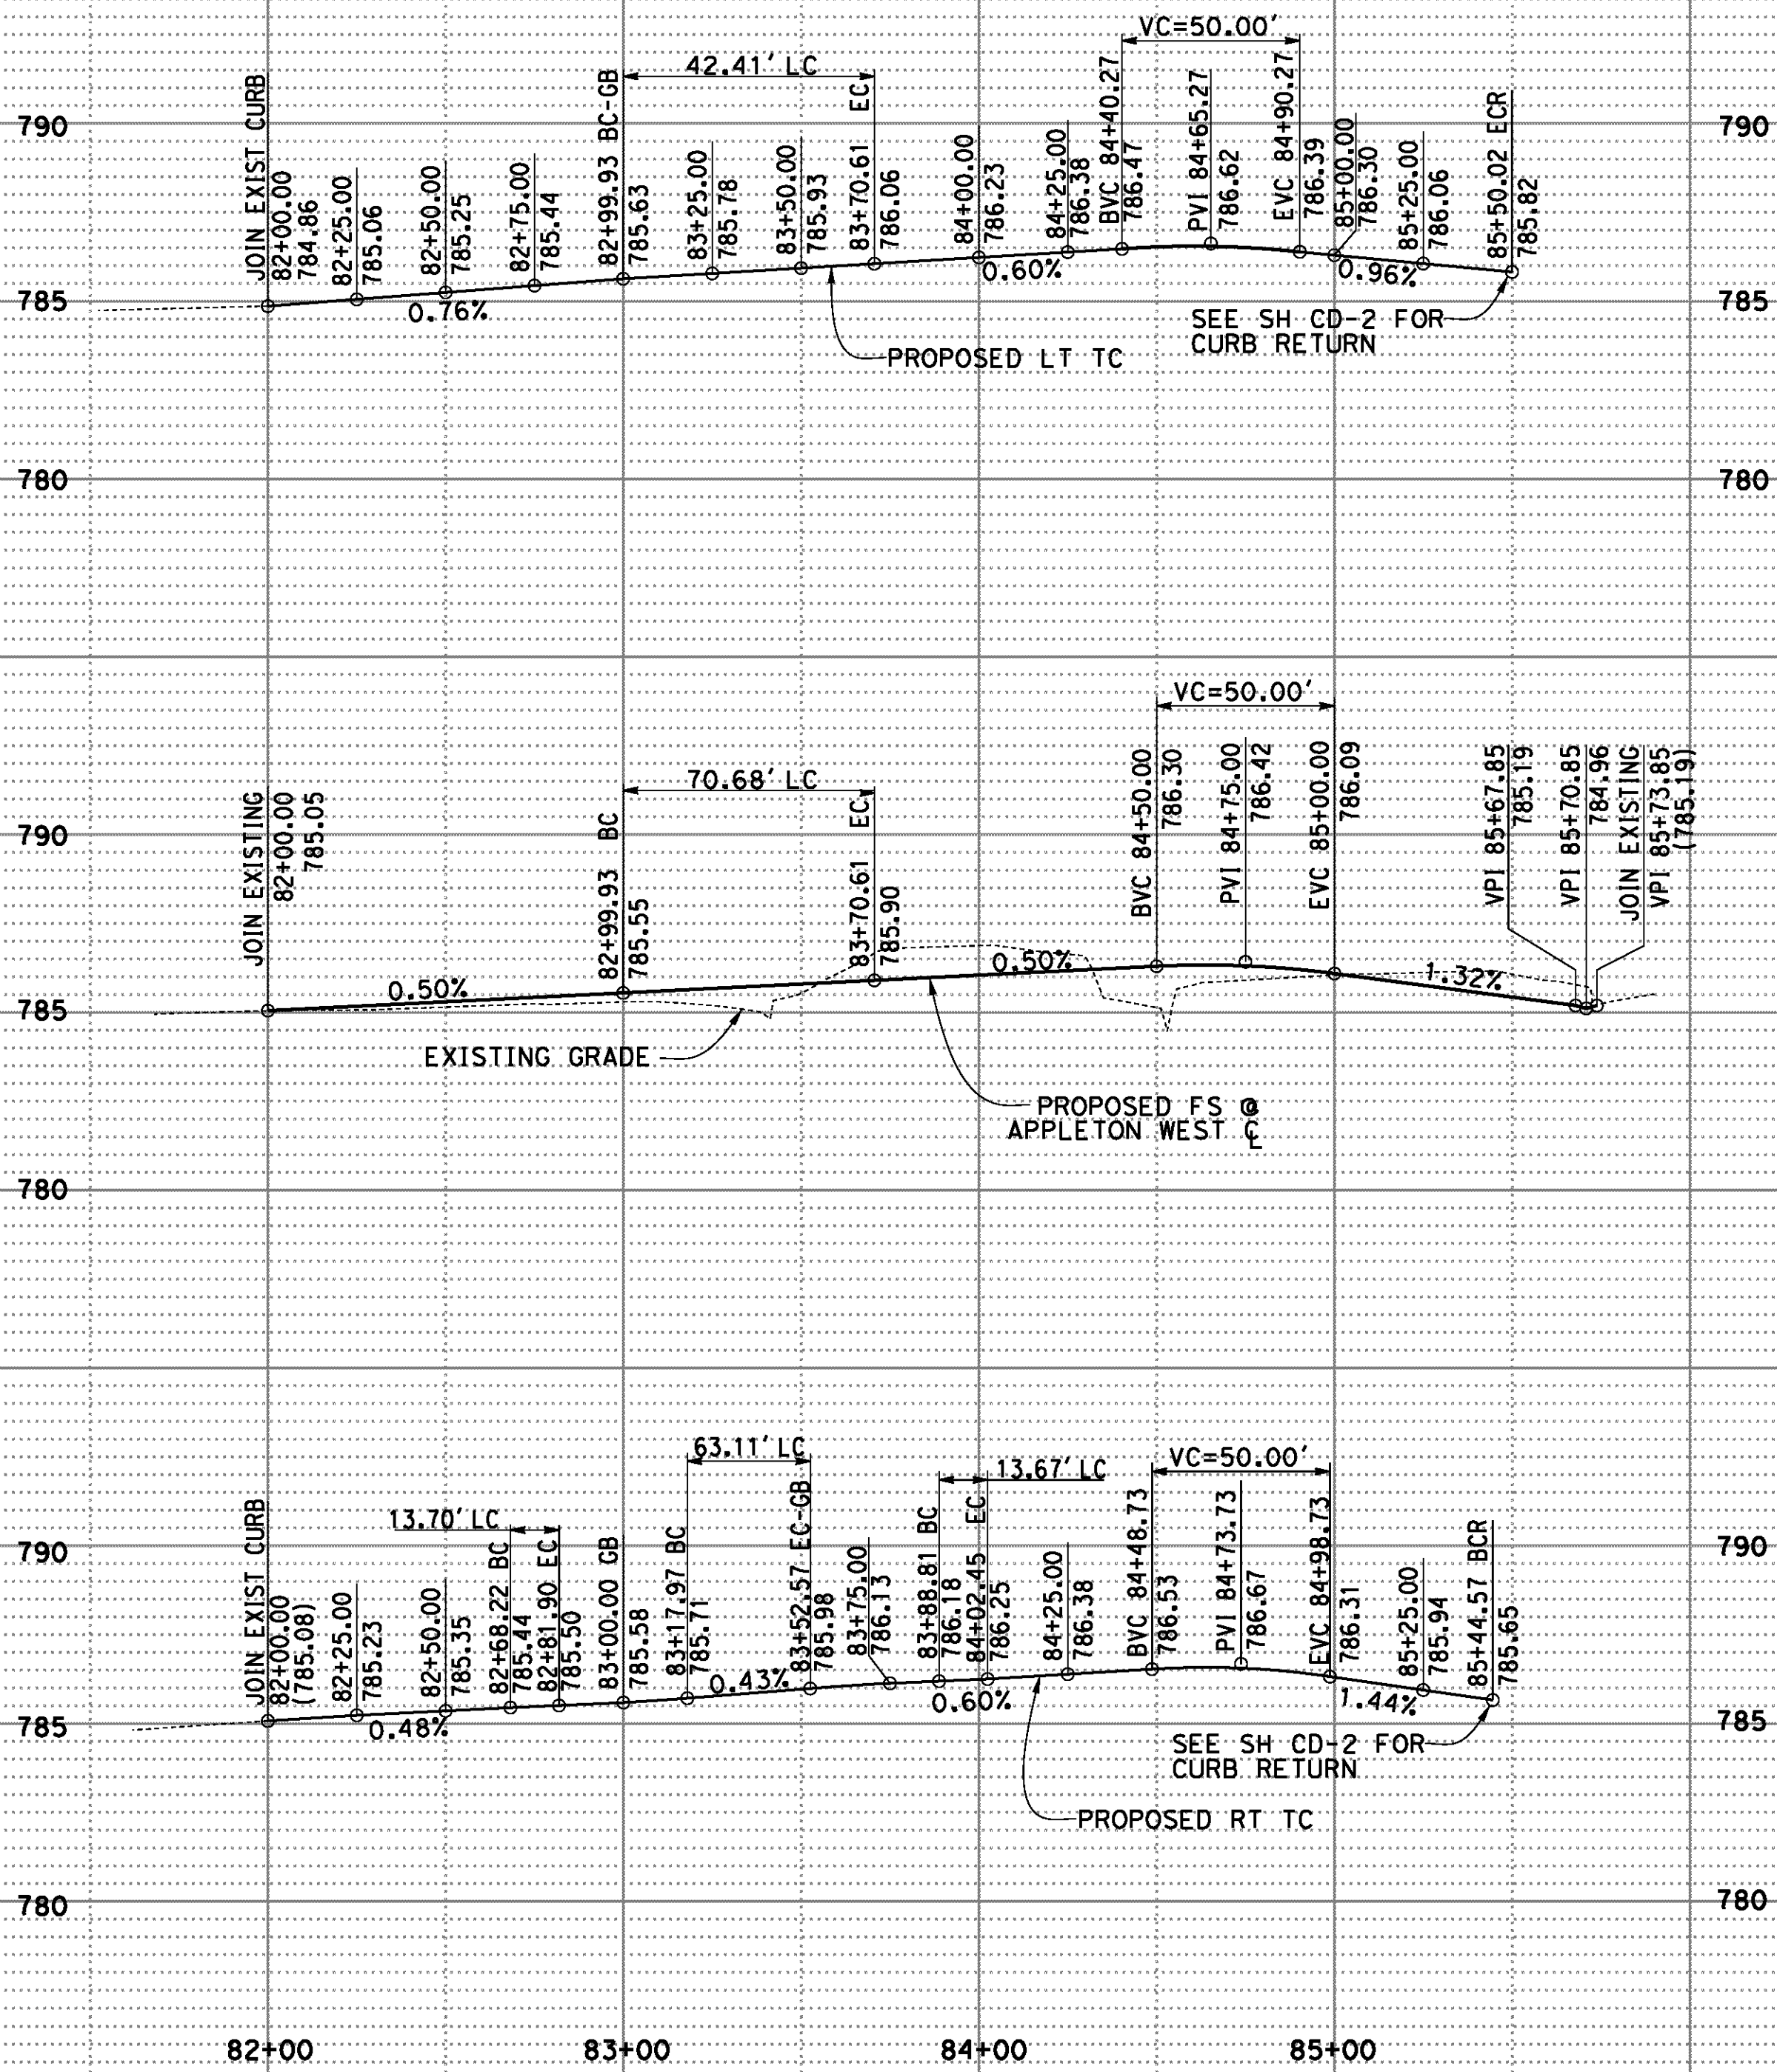 VC=50.00'
42.41' LC
JOIN EXIST CURB
82+00.00
784.86
82+25.00
785.06
82+50.00
785.25
82+75.00
785.44
82+99.93 BC-GB
785.63
83+25.00
785.78
83+50.00
785.93
83+70.61 EC
786.06
84+00.00
786.23
84+25.00
786.38
BVC 84+40.27
786.47
PVI 84+65.27
786.62
EVC 84+90.27
786.39
85+00.00
786.30
85+25.00
786.06
85+50.02 ECR
785.82
790
790
785
785
0.76%
0.60%
0.96%
SEE SH CD-2 FOR
CURB RETURN
PROPOSED LT TC
780
780
VC=50.00'
70.68' LC
JOIN EXISTING
82+00.00
785.05
82+99.93 BC
785.55
83+70.61 EC
785.90
BVC 84+50.00
786.30
PVI 84+75.00
786.42
EVC 85+00.00
786.09
VPI 85+67.85
785.19
VPI 85+70.85
784.96
JOIN EXISTING
VPI 85+73.85
(785.19)
790
790
0.50%
0.50%
1.32%
785
785
EXISTING GRADE
PROPOSED FS @
APPLETON WEST ℄
780
780
63.11' LC
13.67' LC
VC=50.00'
13.70' LC
JOIN EXIST CURB
82+00.00
(785.08)
82+25.00
785.23
82+50.00
785.35
82+68.22 BC
785.44
82+81.90 EC
785.50
83+00.00 GB
785.58
83+17.97 BC
785.71
83+52.57 EC-GB
785.98
83+75.00
786.13
83+88.81 BC
786.18
84+02.45 EC
786.25
84+25.00
786.38
BVC 84+48.73
786.53
PVI 84+73.73
786.67
EVC 84+98.73
786.31
85+25.00
785.94
85+44.57 BCR
785.65
790
790
0.48%
0.43%
0.60%
1.44%
785
785
SEE SH CD-2 FOR
CURB RETURN
PROPOSED RT TC
780
780
82+00
83+00
84+00
85+00